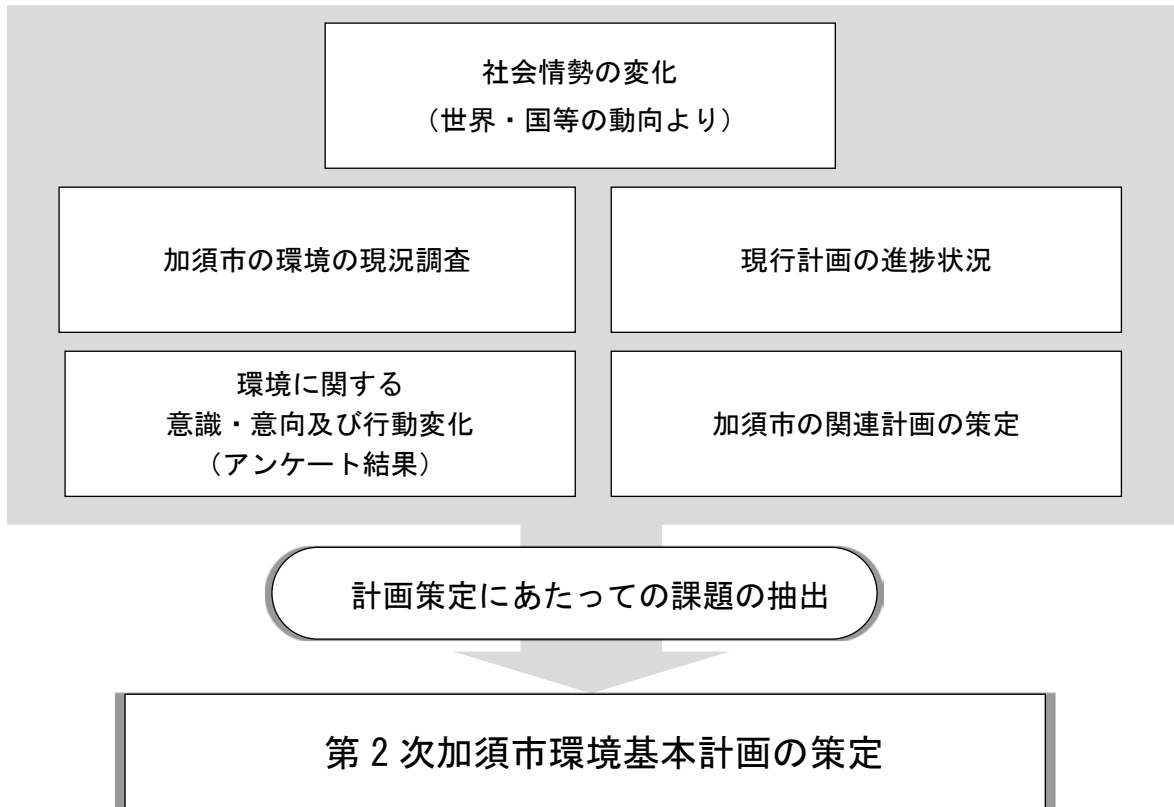 社会情勢の変化
（世界・国等の動向より）
加須市の環境の現況調査
現行計画の進捗状況
環境に関する
意識・意向及び行動変化
（アンケート結果）
加須市の関連計画の策定
計画策定にあたっての課題の抽出
第２次加須市環境基本計画の策定